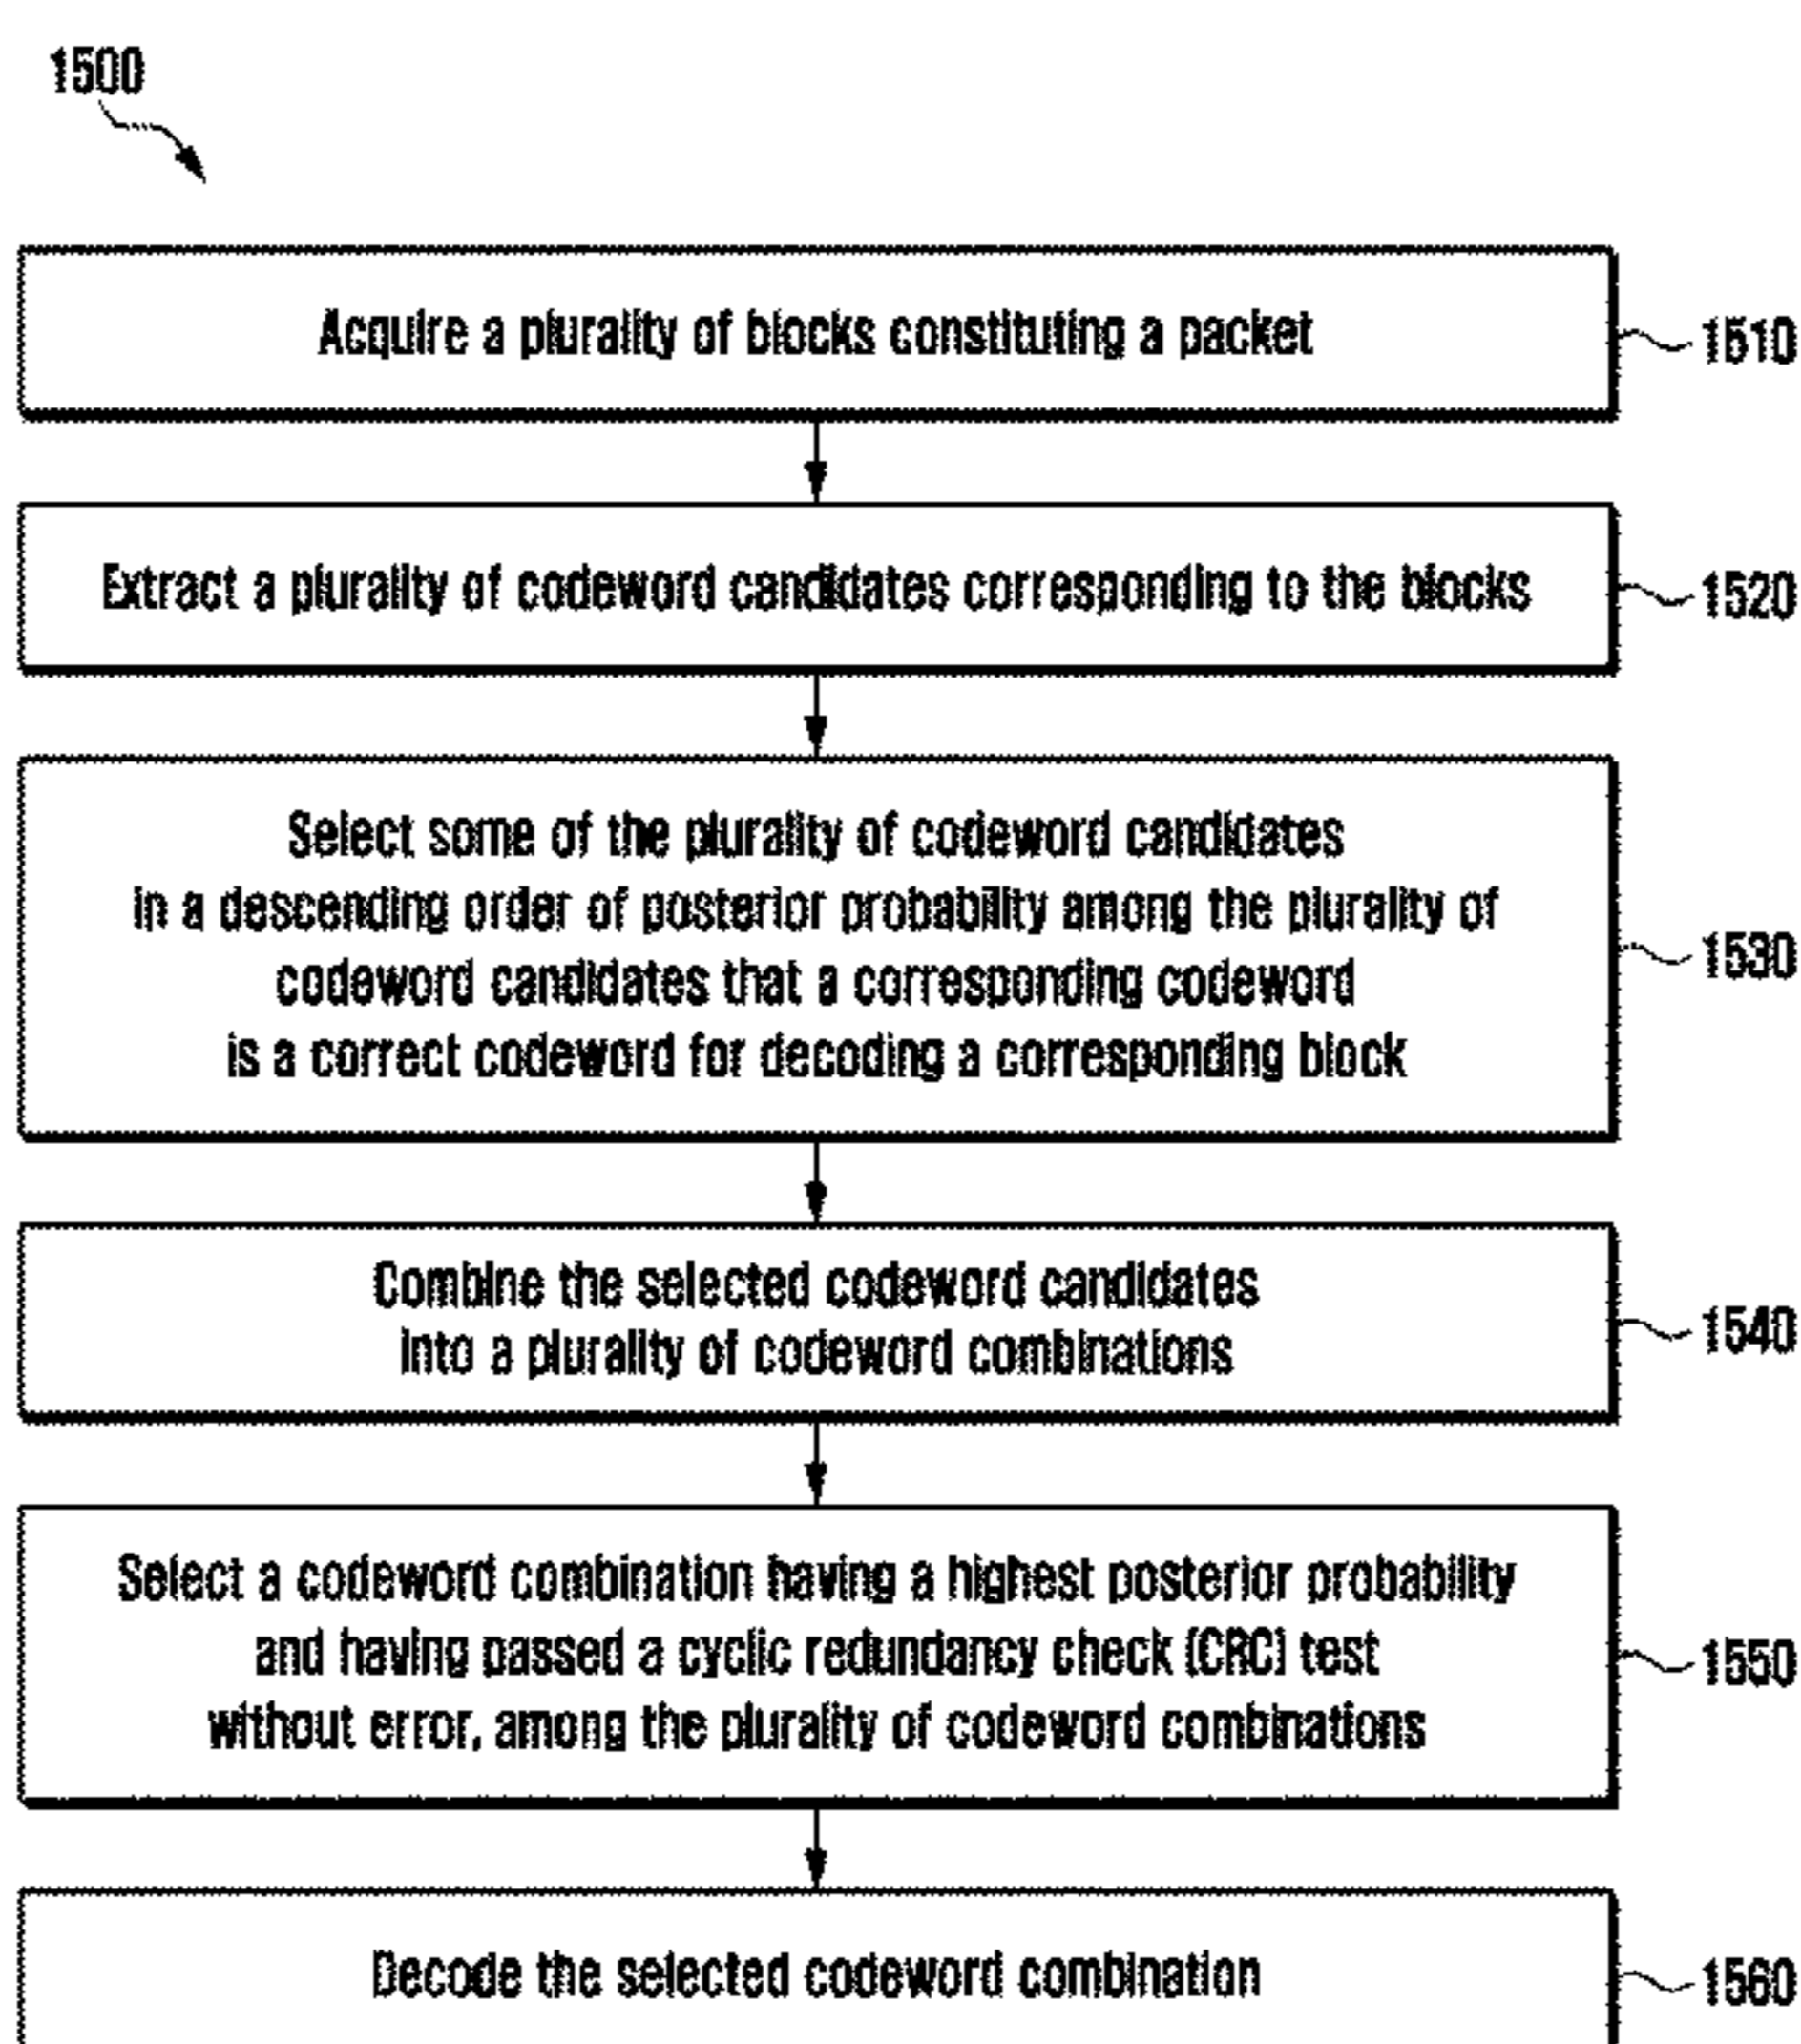 1500
Acquire a plurality of blocks constituting a packet
1510
Extract a plurality of codeword candidates corresponding to the blocks
1520
Select some of the plurality of codeword candidates
in a descending order of posterior probability among the plurality of
codeword candidates that a corresponding codeword
is a correct codeword for decoding a corresponding block
1530
Combine the selected codeword candidates
into a plurality of codeword combinations
1540
Select a codeword combination having a highest posterior probability
and having passed a cyclic redundancy check (CRC) test
without error, among the plurality of codeword combinations
1550
Decode the selected codeword combination
1560